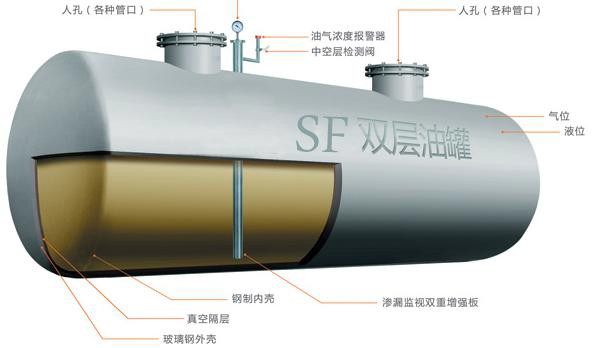 人孔（各种管口）
人孔（各种管口）
油气浓度报警器
中空层检测阀
气位
液位
SF 双层油罐
钢制内壳
渗漏监视双重增强板
真空隔层
玻璃钢外壳